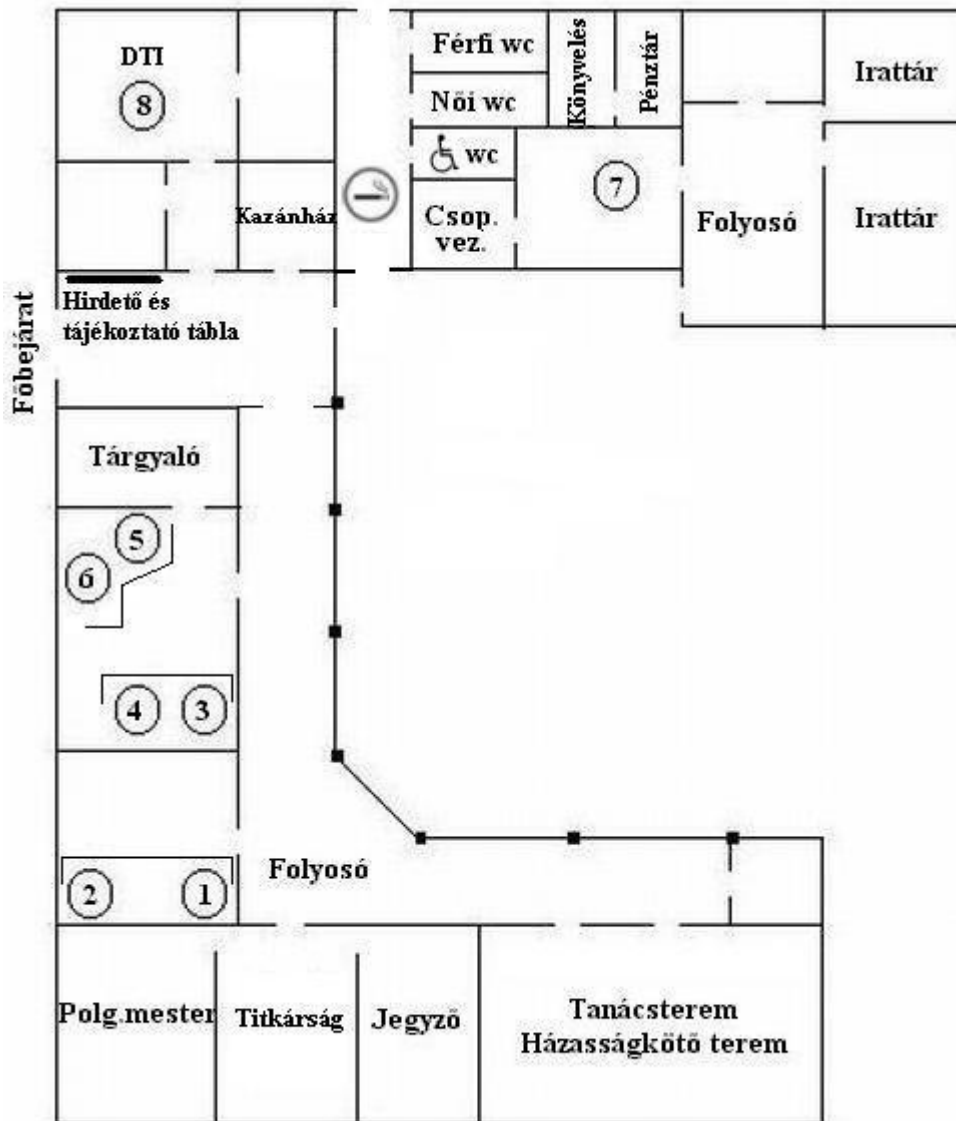 Férfi wc
Könyvelés
Pénztár
DTI
Irattár
8
Női wc
wc
7
Kazánház
Csop.
vez.
Folyosó
Irattár
Hirdető és
tájékoztató tábla
Főbejárat
Tárgyaló
5
6
4
3
Folyosó
2
1
Polg.mester
Titkárság
Jegyző
Tanácsterem
Házasságkötő terem